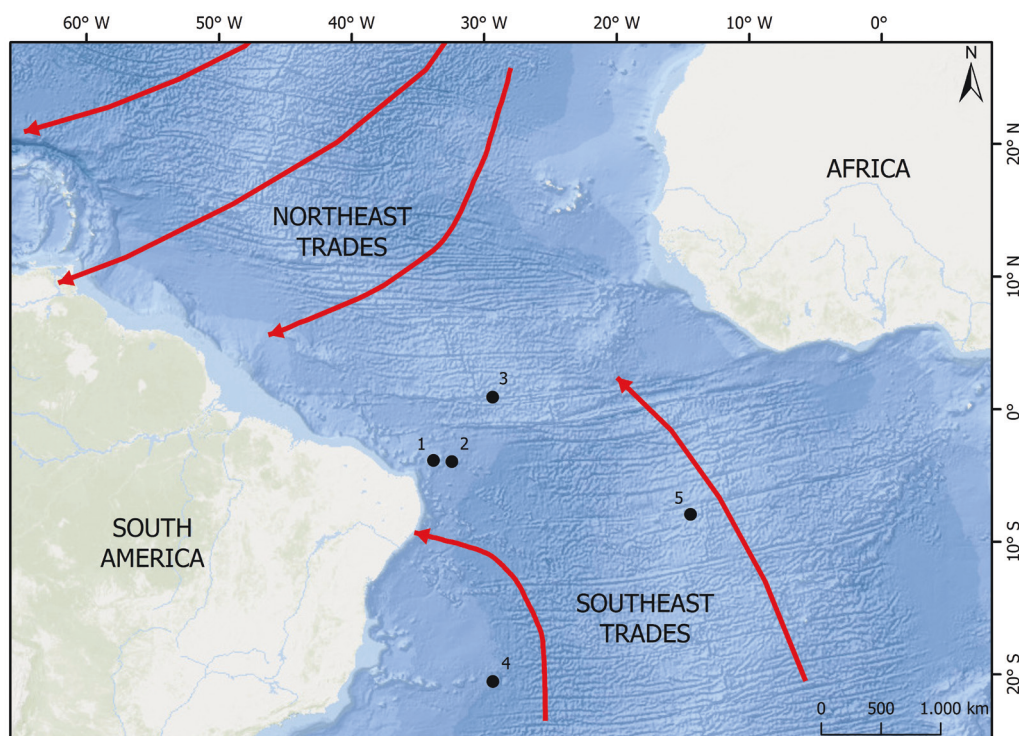 60° W 50° W 40° W 30° W 20° W 10° W 0°
N
20° N
AFRICA
NORTHEAST
TRADES
10° N
3
0°
1 2
5
SOUTH
AMERICA
10° S
SOUTHEAST
TRADES
4
20° S
0 500 1.000 km